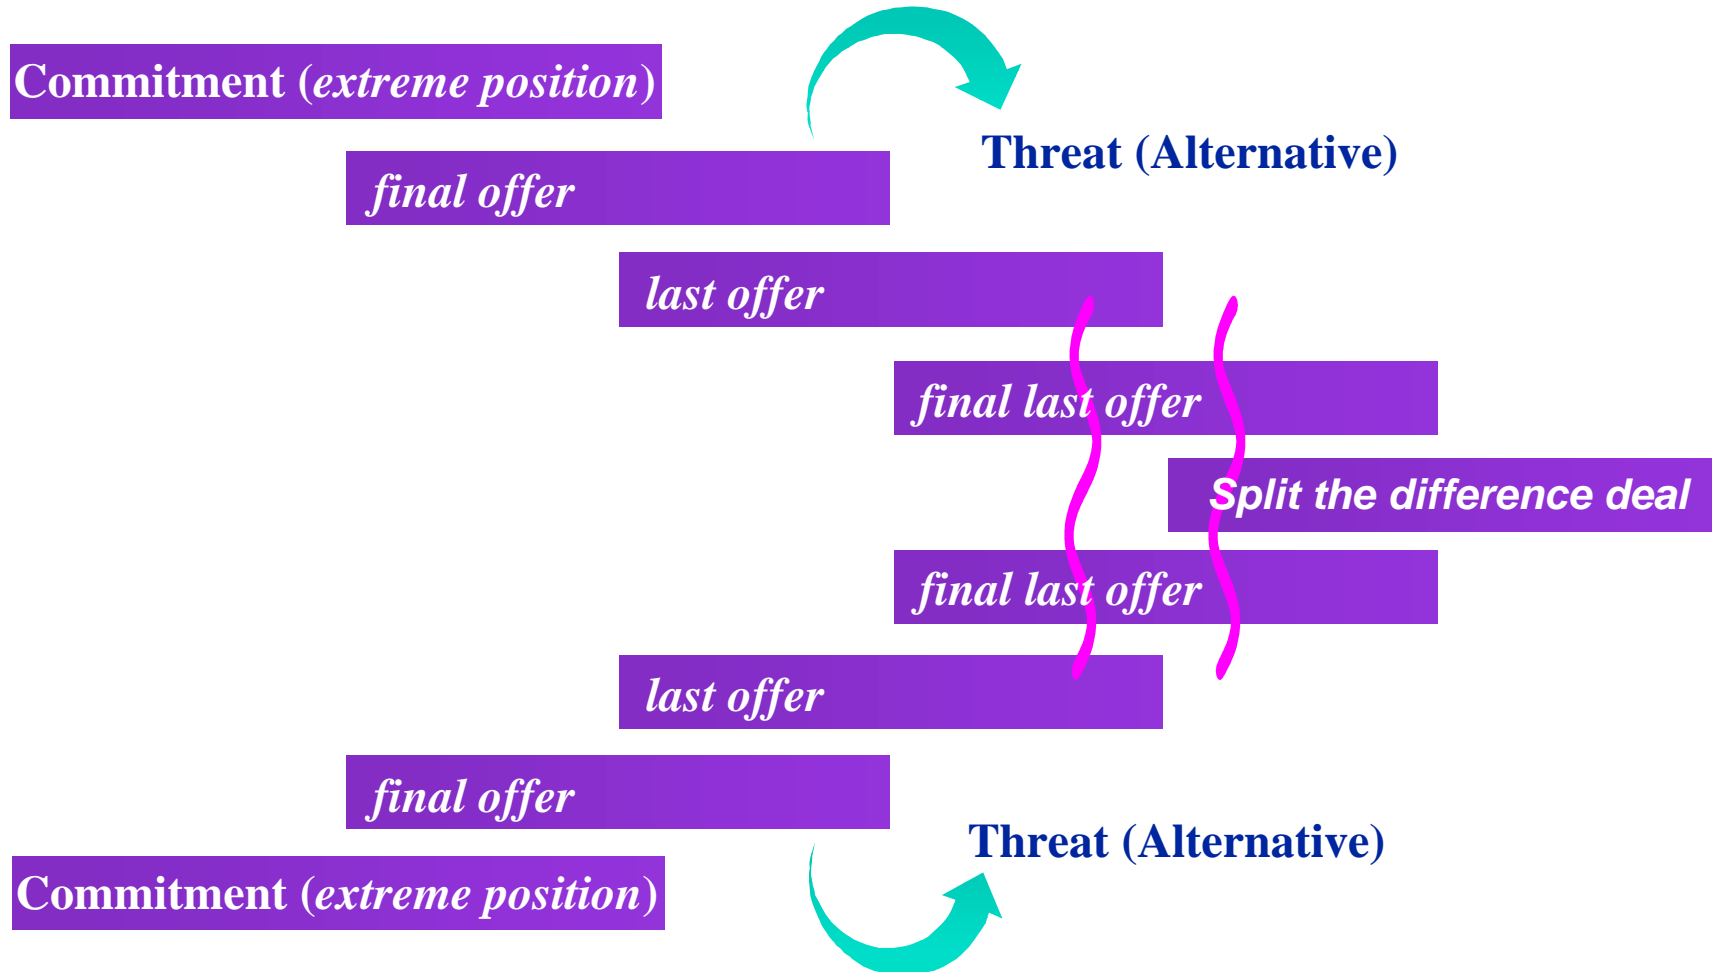 Commitment (extreme position)
Threat (Alternative)
final offer
last offer
final last offer
Split the difference deal
final last offer
last offer
final offer
Threat (Alternative)
Commitment (extreme position)